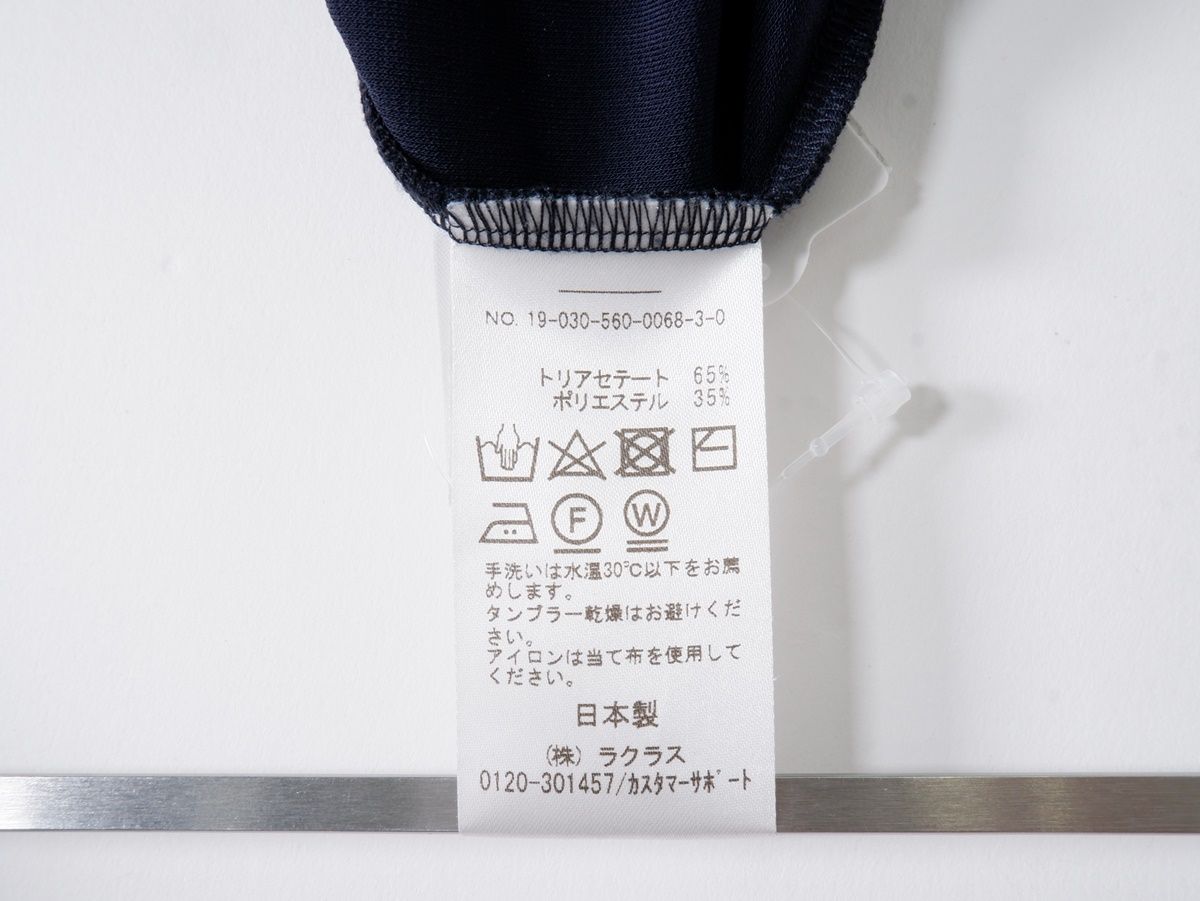 NO. 19-030-560-0068-3-0
トリアセテート 65%
ポリエステル 35%
F W
手洗いは水温30℃以下をお薦
めします。
タンブラー乾燥はお避けくだ
さい。
アイロンは当て布を使用して
ください。
日本製
(株) ラクラス
0120-301457/カスタマーサポート